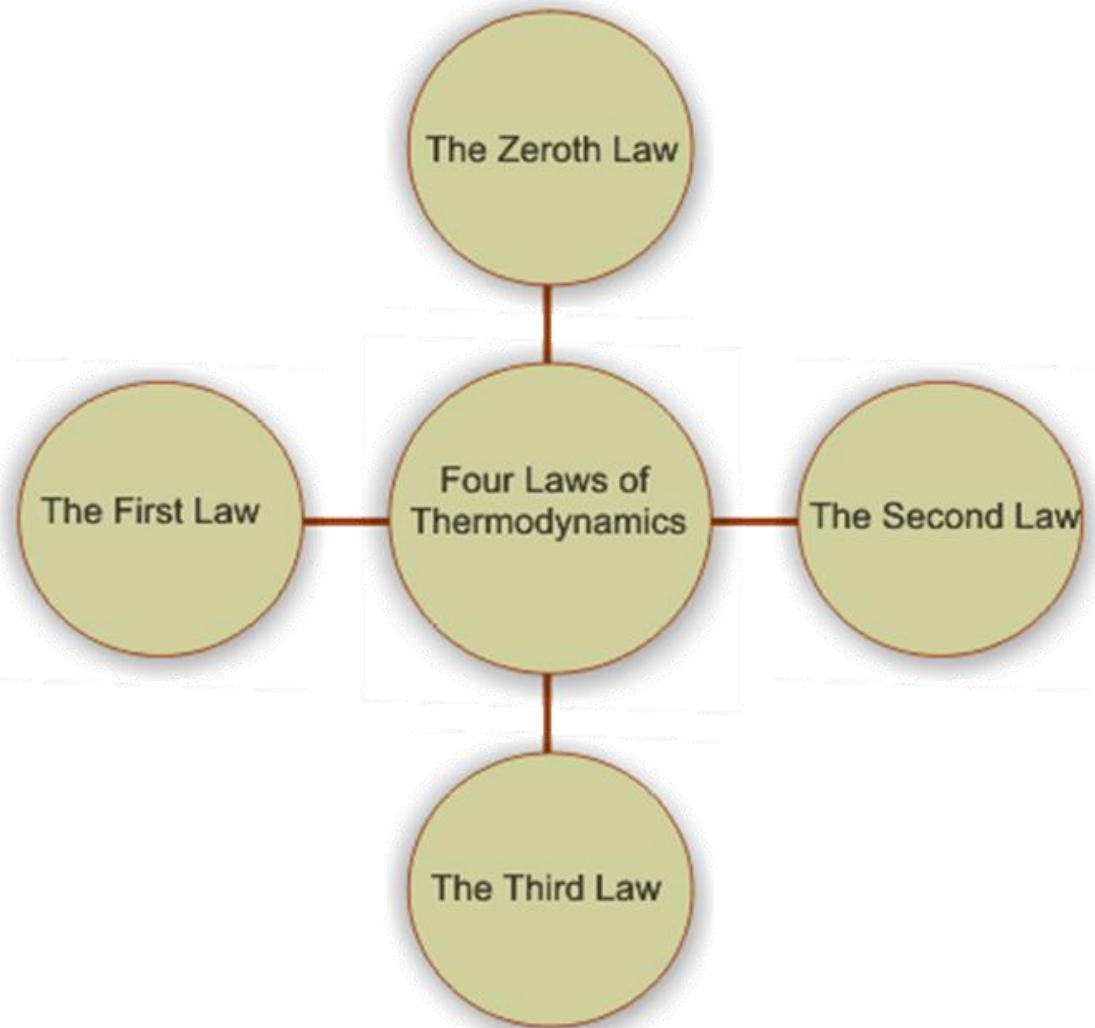 The Zeroth Law
The First Law
Four Laws of
Thermodynamics
The Second Law
The Third Law